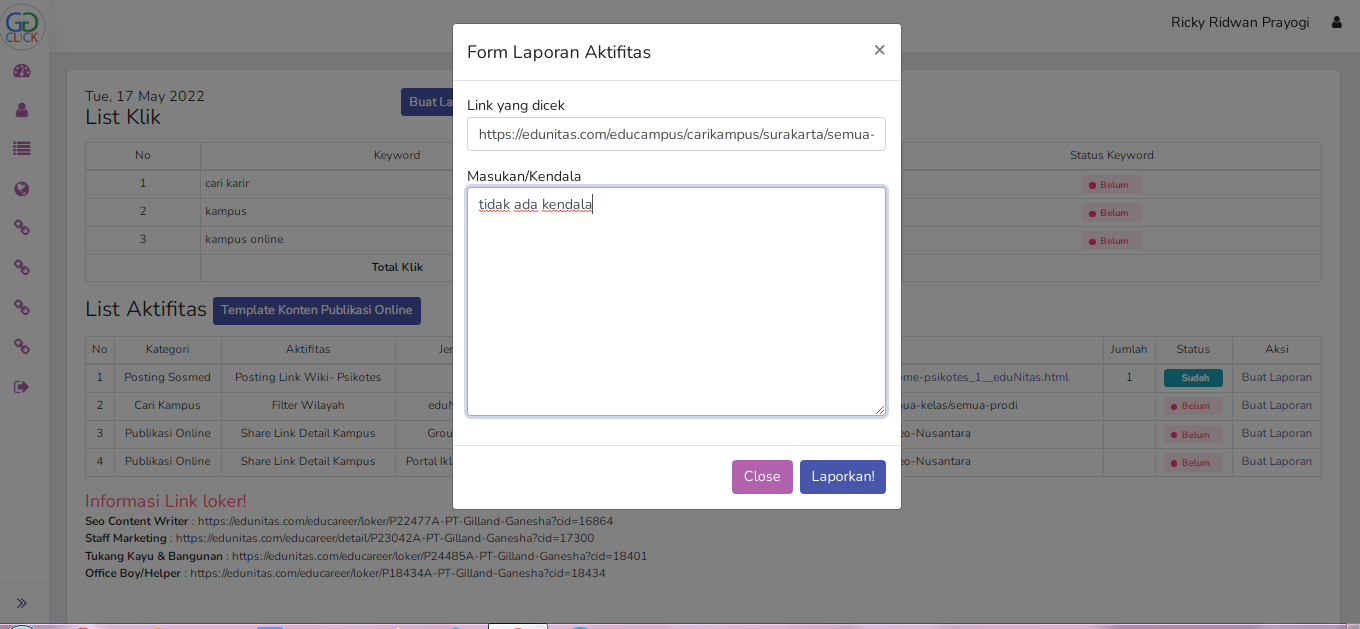 GG CLICK
Ricky Ridwan Prayogi
Form Laporan Aktifitas ×
Link yang dicek
https://edunitas.com/educampus/carikampus/surakarta/semua-
Masukan/Kendala
tidak ada kendala
Close Laporkan!
Tue, 17 May 2022
Buat La
List Klik
No Keyword Status Keyword
1 cari karir Belum
2 kampus Belum
3 kampus online Belum
Total Klik
List Aktifitas Template Konten Publikasi Online
No Kategori Aktifitas Jer Jumlah Status Aksi
1 Posting Sosmed Posting Link Wiki- Psikotes ome-psikotes_1__eduNitas.html 1 Sudah Buat Laporan
2 Cari Kampus Filter Wilayah eduN nua-kelas/semua-prodi Belum Buat Laporan
3 Publikasi Online Share Link Detail Kampus Grou eo-Nusantara Belum Buat Laporan
4 Publikasi Online Share Link Detail Kampus Portal Ikla eo-Nusantara Belum Buat Laporan
Informasi Link loker!
Seo Content Writer : https://edunitas.com/educareer/loker/P22477A-PT-Gilland-Ganesha?cid=16864
Staff Marketing : https://edunitas.com/educareer/detail/P23042A-PT-Gilland-Ganesha?cid=17300
Tukang Kayu & Bangunan : https://edunitas.com/educareer/loker/P24485A-PT-Gilland-Ganesha?cid=18401
Office Boy/Helper : https://edunitas.com/educareer/loker/P18434A-PT-Gilland-Ganesha?cid=18434